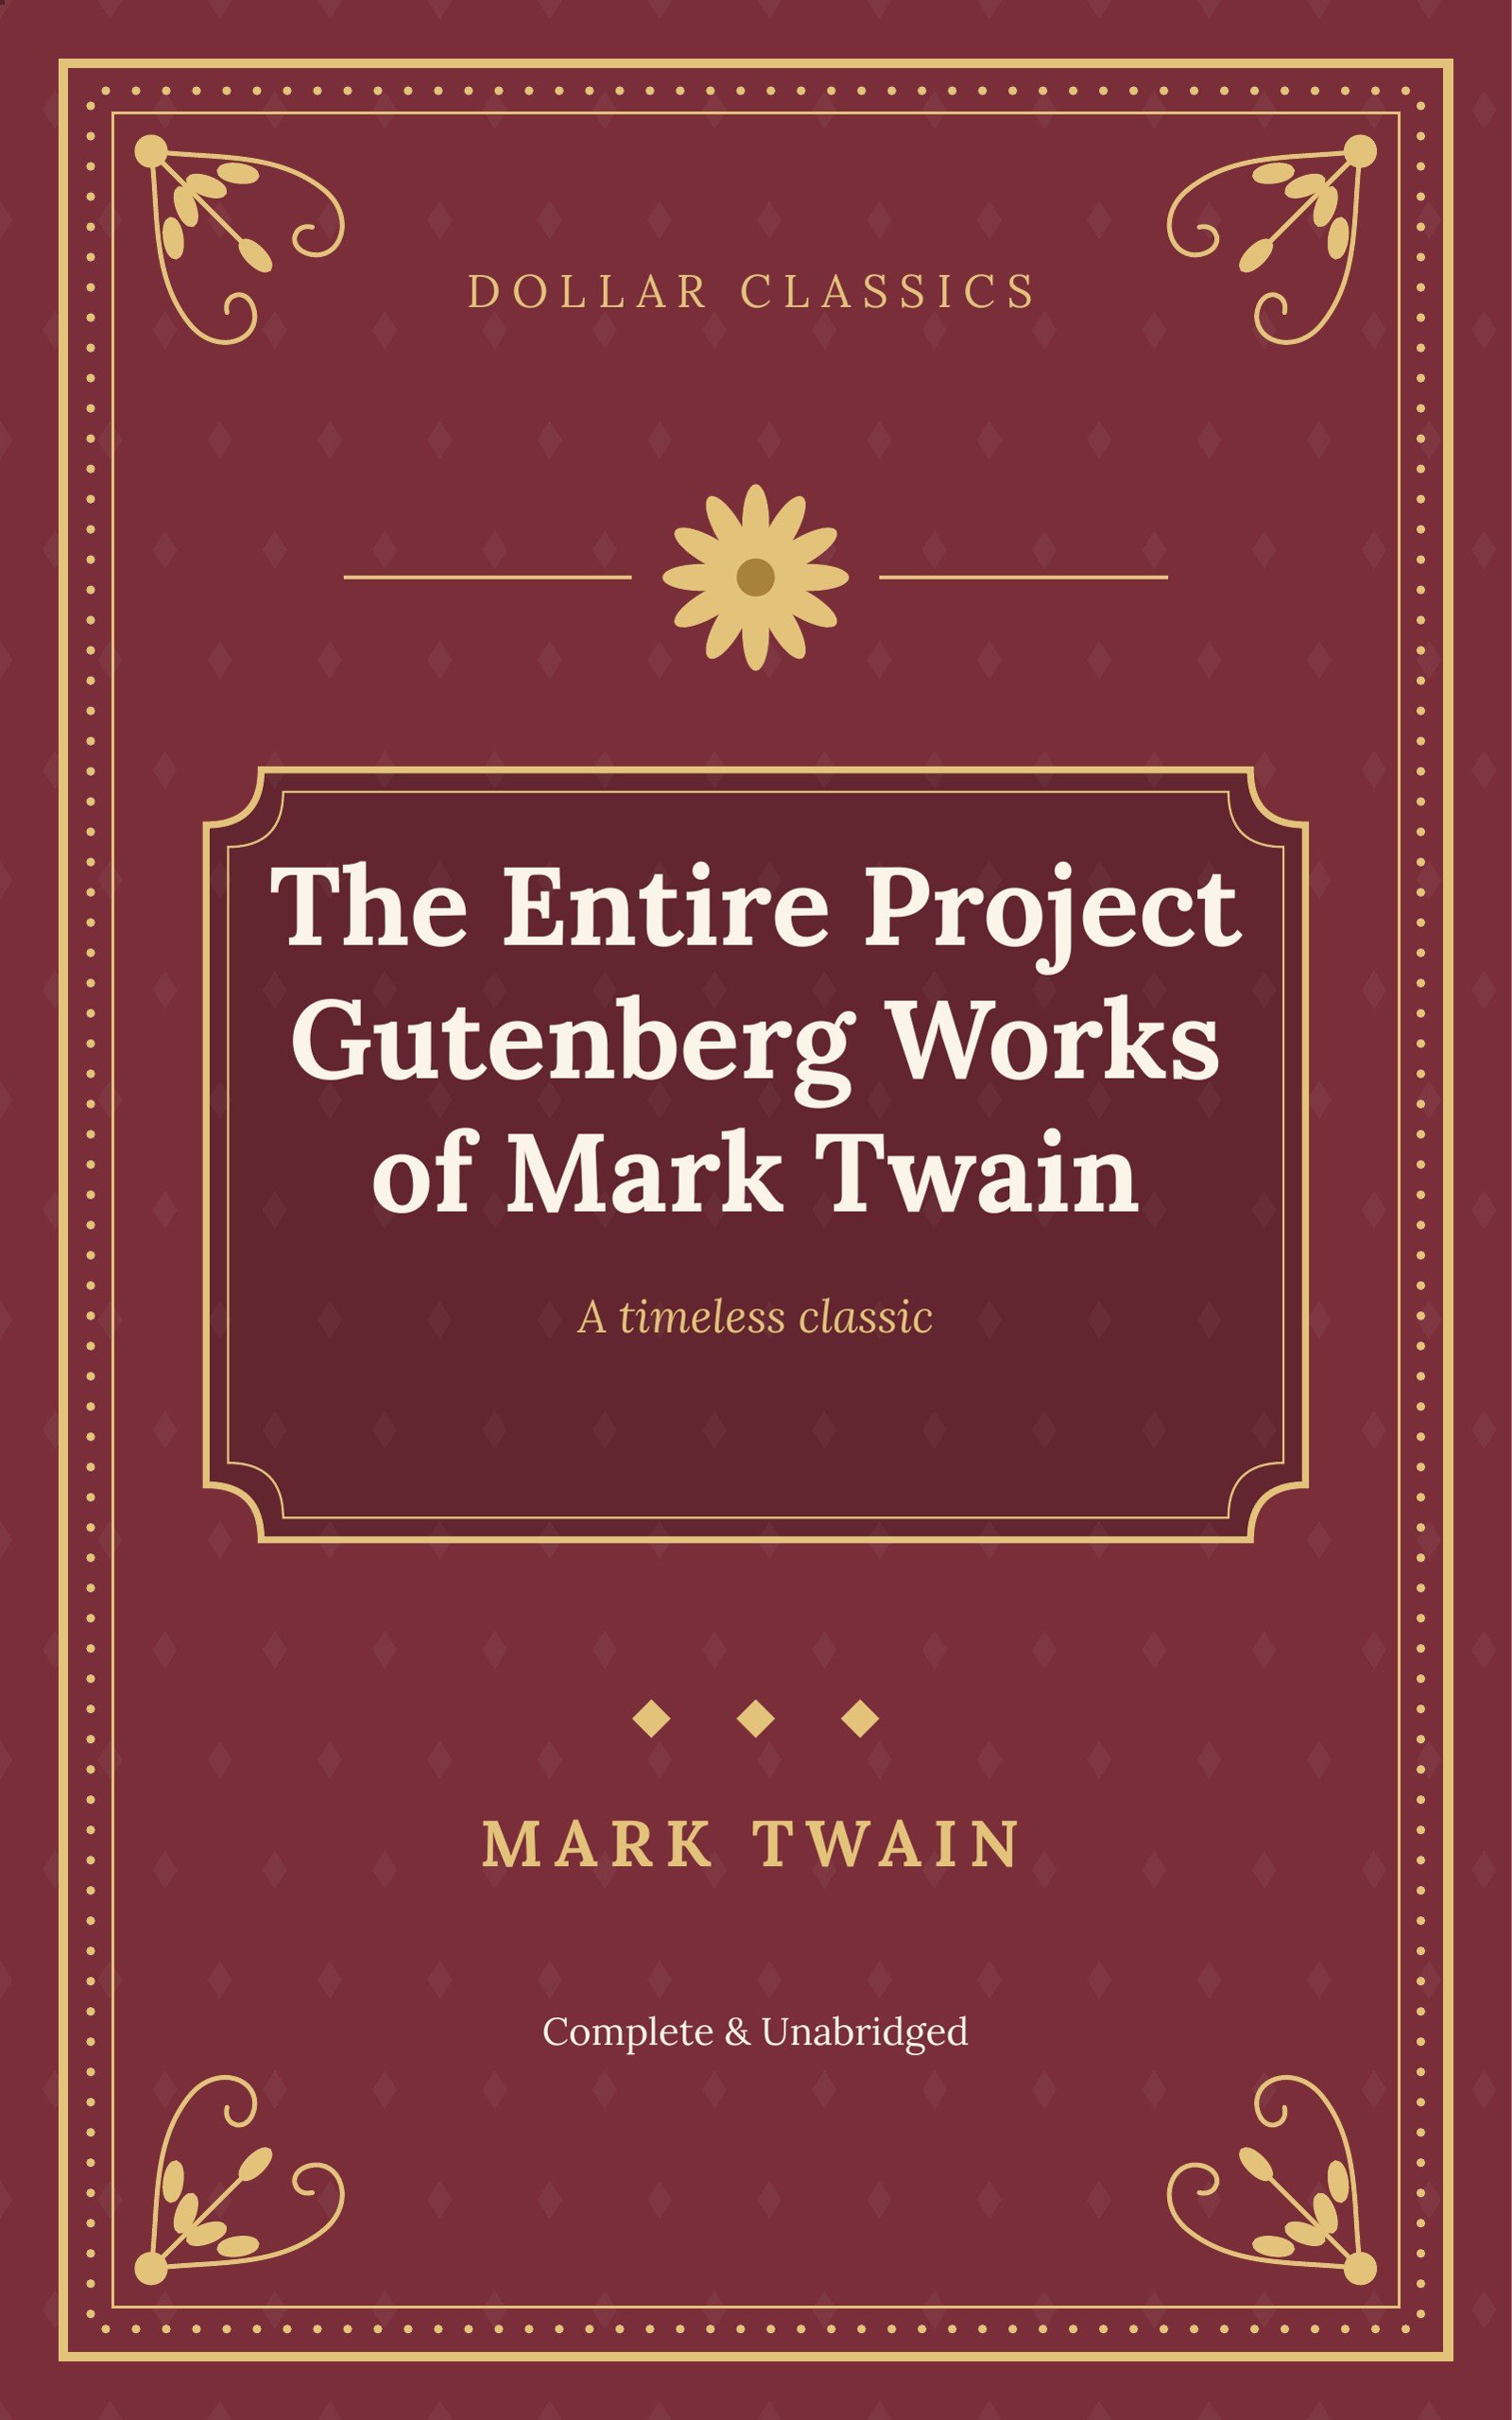 DOLLAR CLASSICS
The Entire Project
Gutenberg Works
of Mark Twain
A timeless classic
MARK TWAIN
Complete & Unabridged